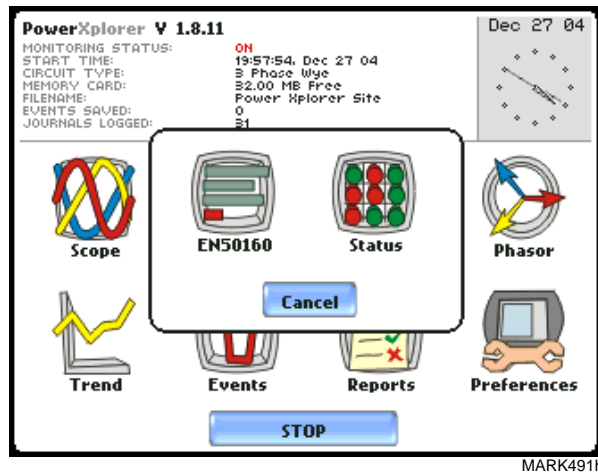 PowerXplorer V 1.8.11
Dec 27 04
MONITORING STATUS: ON
START TIME: 19:57:54, Dec 27 04
CIRCUIT TYPE: 3 Phase Wye
MEMORY CARD: 32.00 MB Free
FILENAME: Power Xplorer Site
EVENTS SAVED: 0
JOURNALS LOGGED: 31
Scope
EN50160
Status
Phasor
Cancel
Trend
Events
Reports
Preferences
STOP